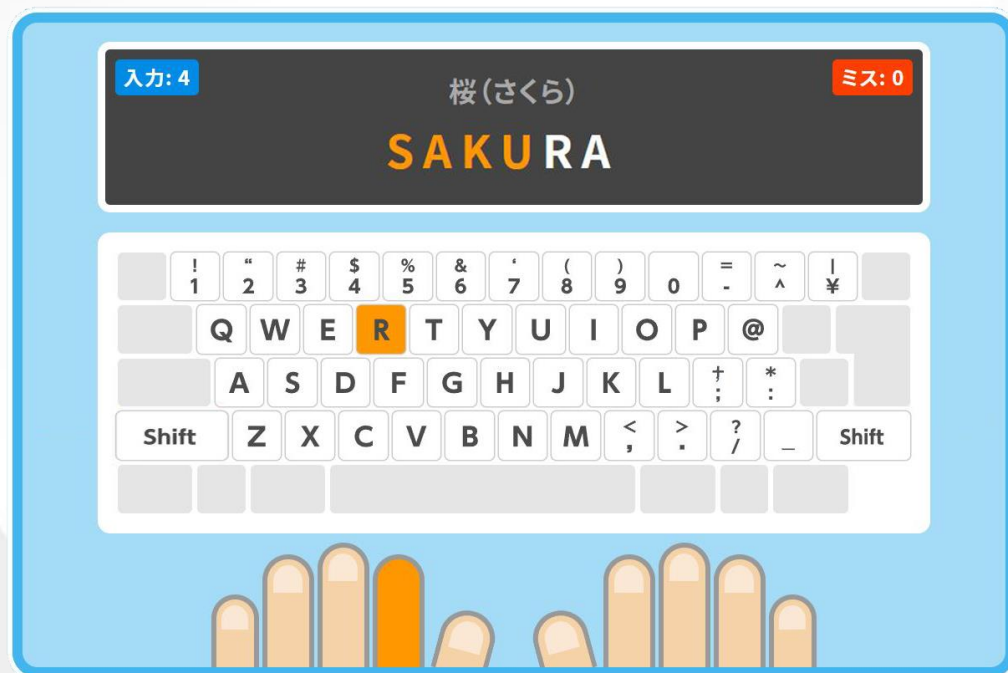 入力: 4
ミス: 0
桜(さくら)
SAKURA
! “ # $ % & ‘ ( ) = ~ |
1 2 3 4 5 6 7 8 9 0 - ^ ¥
Q W E R T Y U I O P @
A S D F G H J K L † ; * :
Shift Z X C V B N M < , > . ? / _ Shift